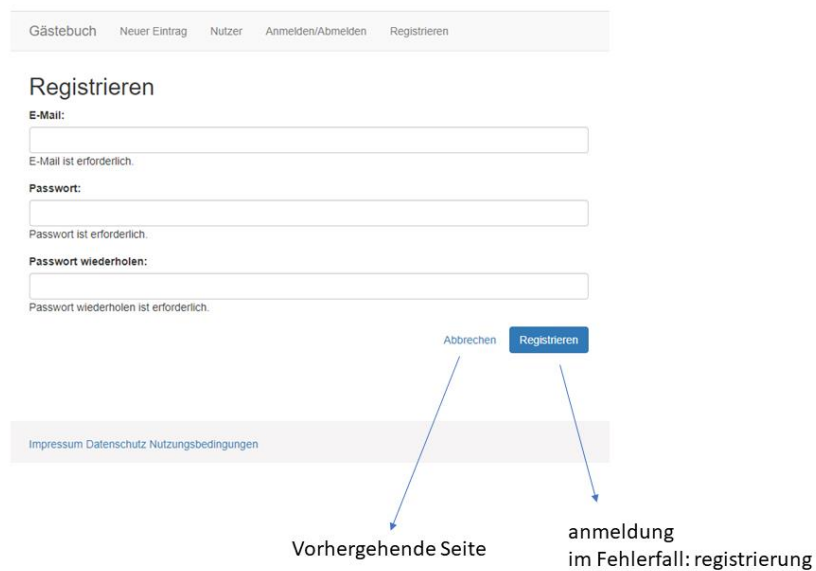 Gästebuch Neuer Eintrag Nutzer Anmelden/Abmelden Registrieren
Registrieren
E-Mail:
E-Mail ist erforderlich.
Passwort:
Passwort ist erforderlich.
Passwort wiederholen:
Passwort wiederholen ist erforderlich.
Abbrechen Registrieren
Impressum Datenschutz Nutzungsbedingungen
Vorhergehende Seite
anmeldung
im Fehlerfall: registrierung